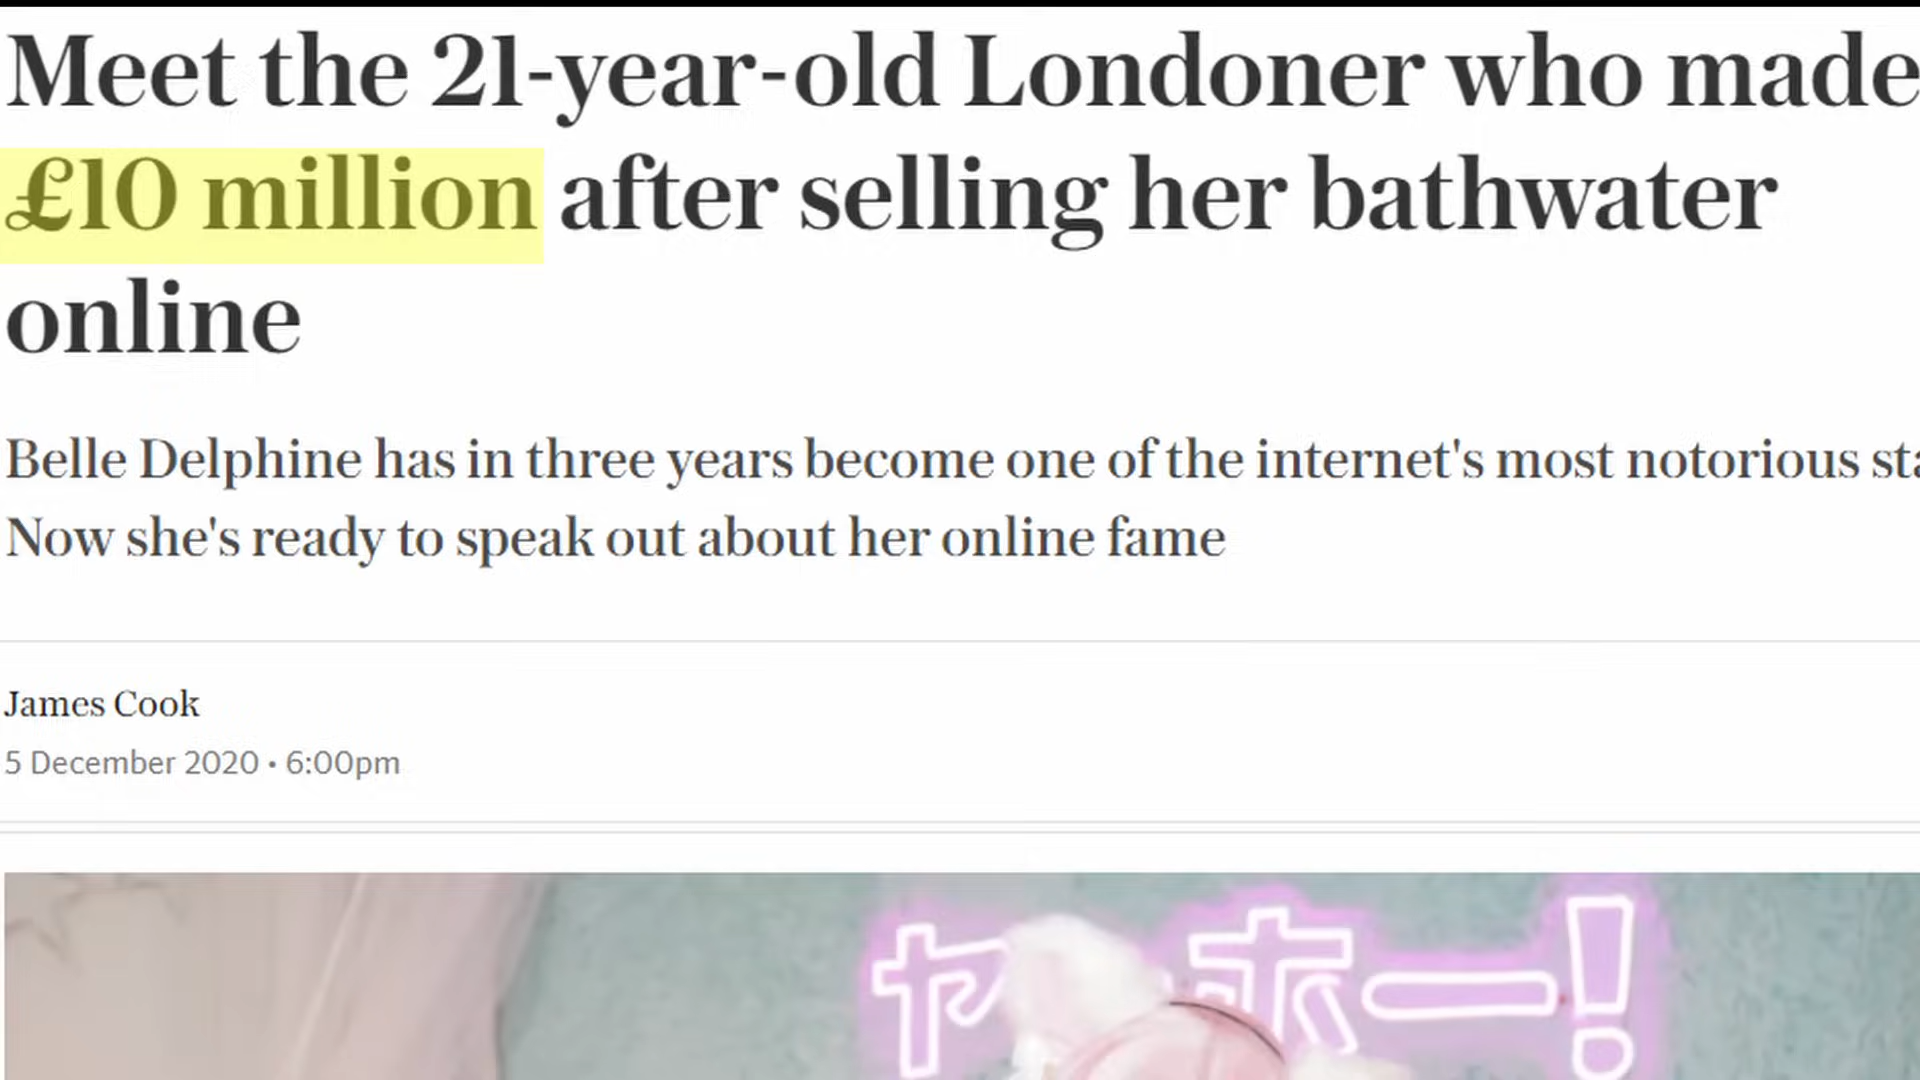 Meet the 21-year-old Londoner who made
£10 million after selling her bathwater
online
Belle Delphine has in three years become one of the internet's most notorious
Now she's ready to speak out about her online fame
James Cook
5 December 2020 • 6:00pm
ホー!